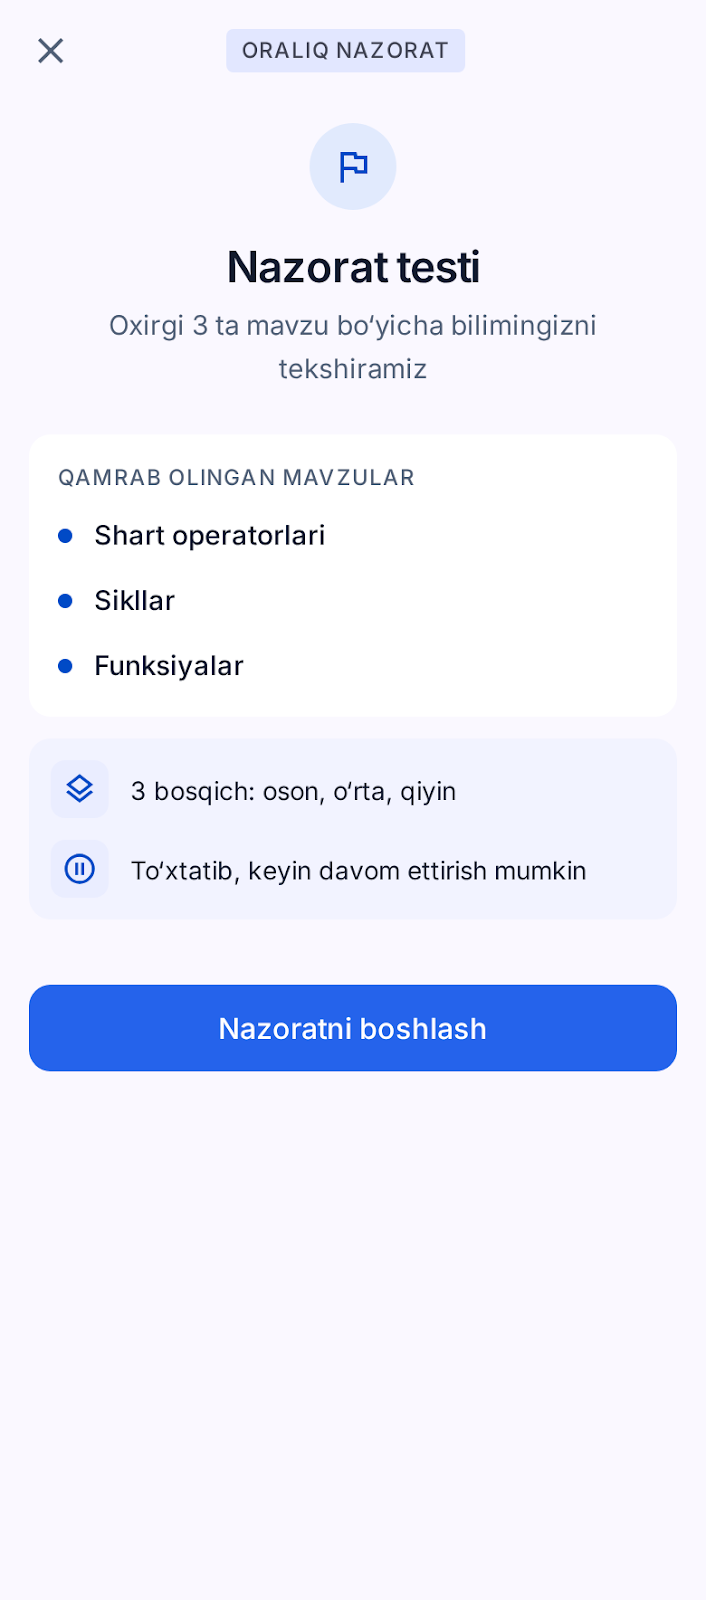 ORALIQ NAZORAT
Nazorat testi
Oxirgi 3 ta mavzu boʻyicha bilimingizni
tekshiramiz
QAMRAB OLINGAN MAVZULAR
Shart operatorlari
Sikllar
Funksiyalar
3 bosqich: oson, oʻrta, qiyin
Toʻxtatib, keyin davom ettirish mumkin
Nazoratni boshlash